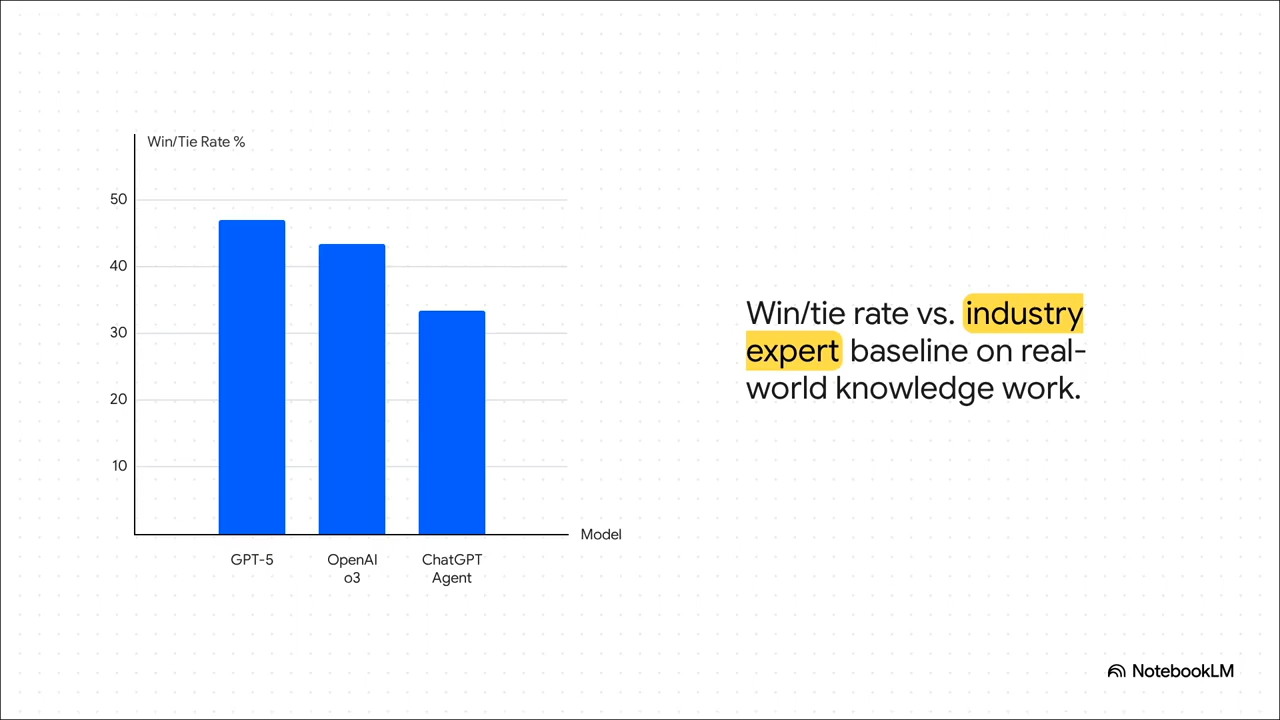 Win/Tie Rate %
50
40
30
20
10
Model
GPT-5
OpenAI
o3
ChatGPT
Agent
Win/tie rate vs. industry
expert baseline on real-
world knowledge work.
NotebookLM